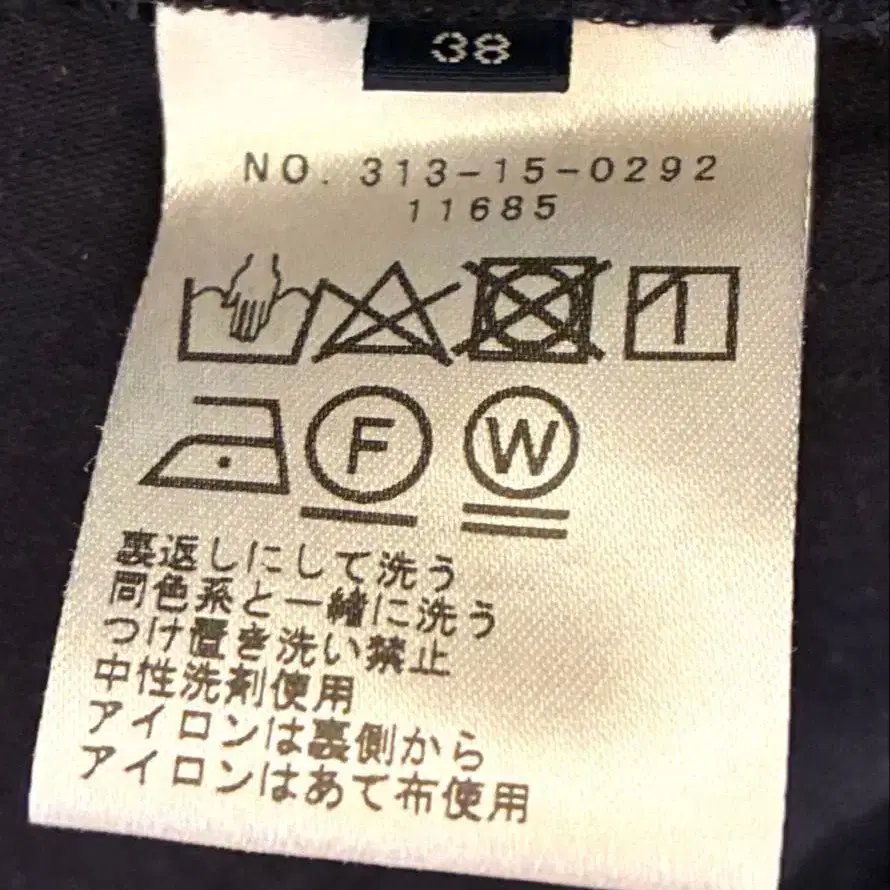 38
NO. 313-15-0292
11685
F W
裏返しにして洗う
同色系と一緒に洗う
つけ置き洗い禁止
中性洗剤使用
アイロンは裏側から
アイロンはあて布使用